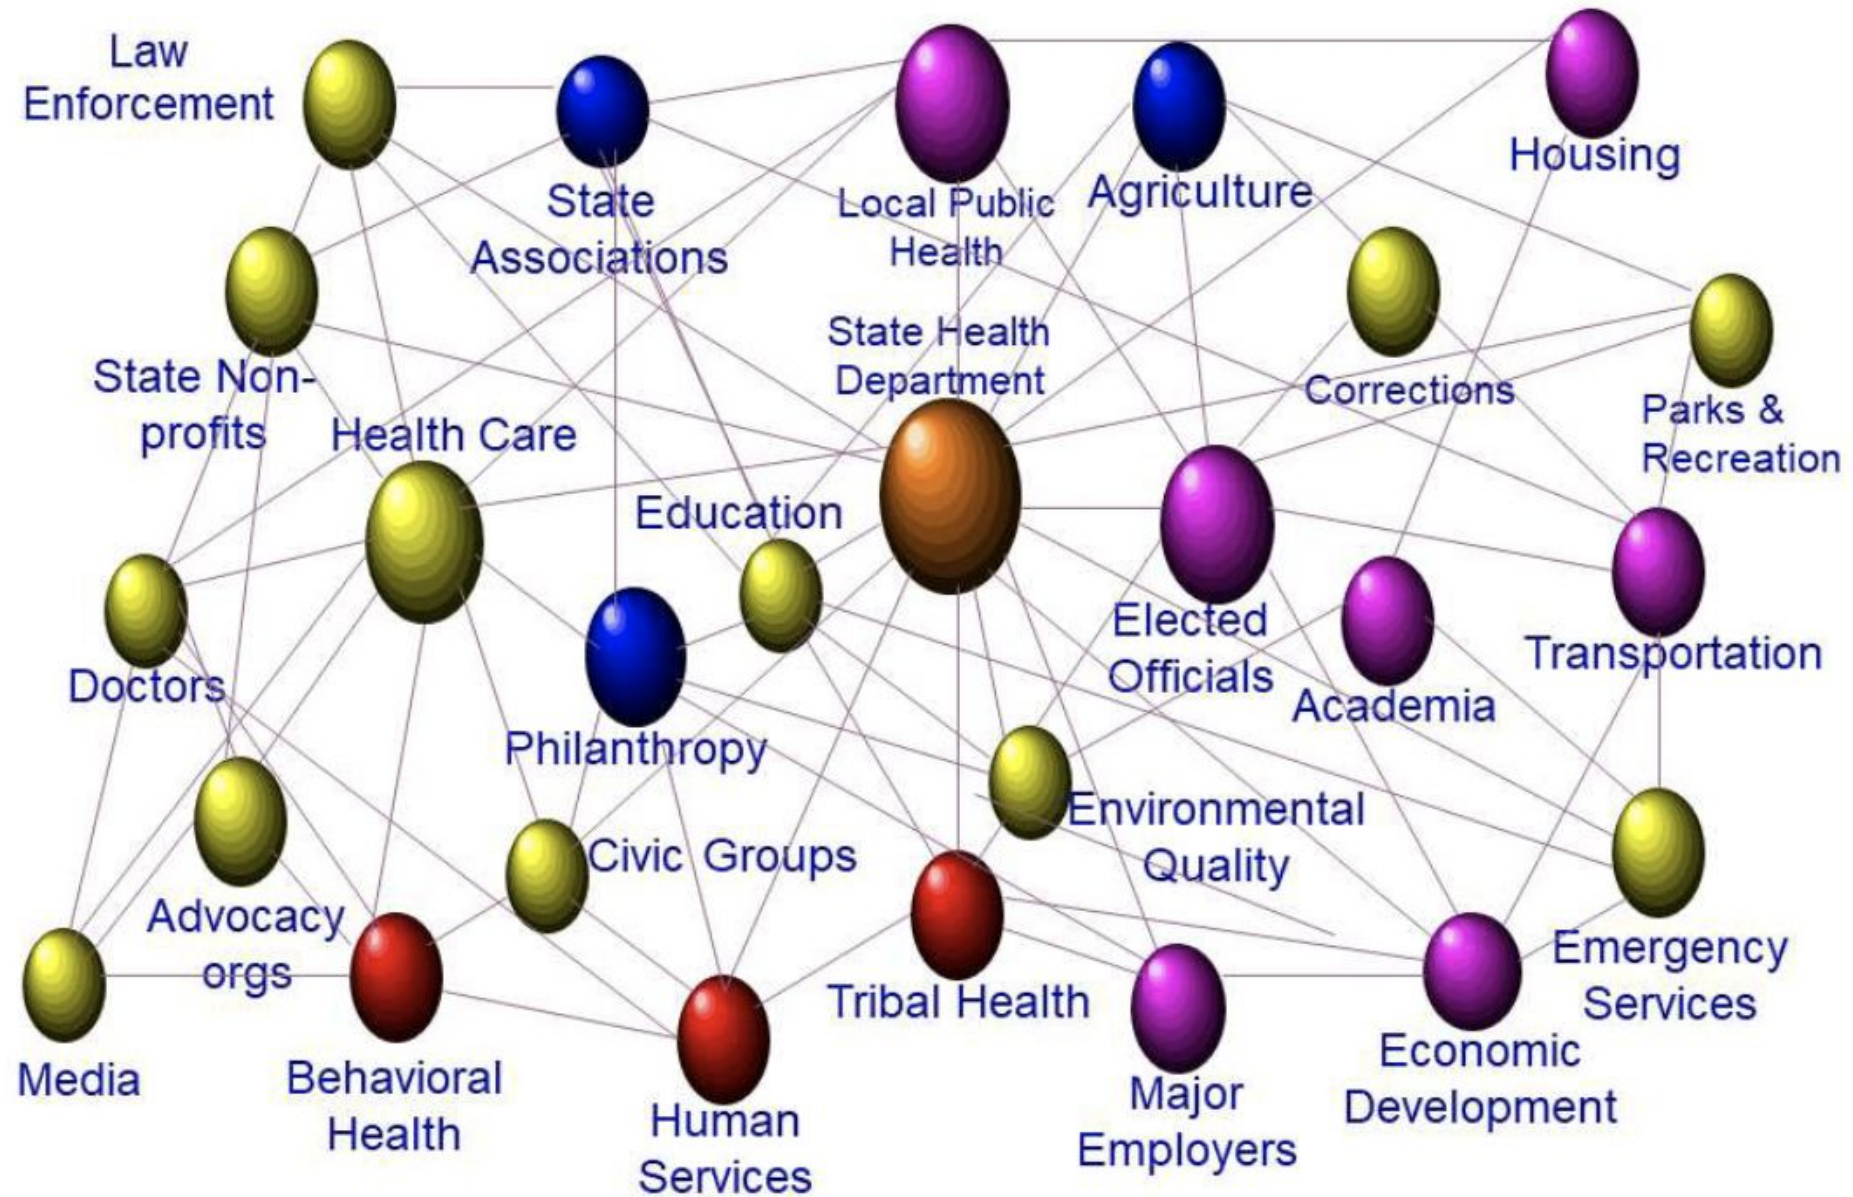 Law
Enforcement
State
Associations
Local Public
Health
Agriculture
Housing
State Non-
profits
Health Care
State Health
Department
Corrections
Parks &
Recreation
Education
Doctors
Philanthropy
Elected
Officials
Academia
Transportation
Advocacy
orgs
Civic Groups
Environmental
Quality
Media
Behavioral
Health
Human
Services
Tribal Health
Major
Employers
Economic
Development
Emergency
Services